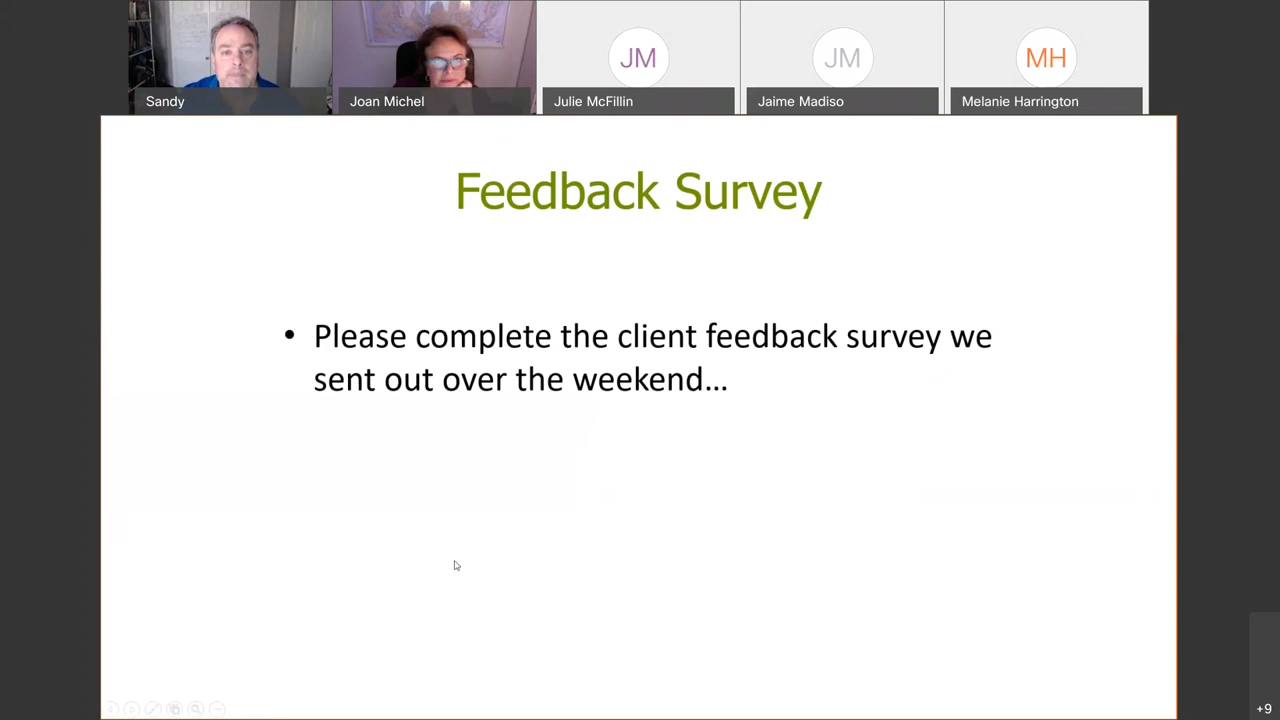 JM
JM
MH
Sandy
Joan Michel
Julie McFillin
Jaime Madiso
Melanie Harrington
Feedback Survey
• Please complete the client feedback survey we
sent out over the weekend…
+9